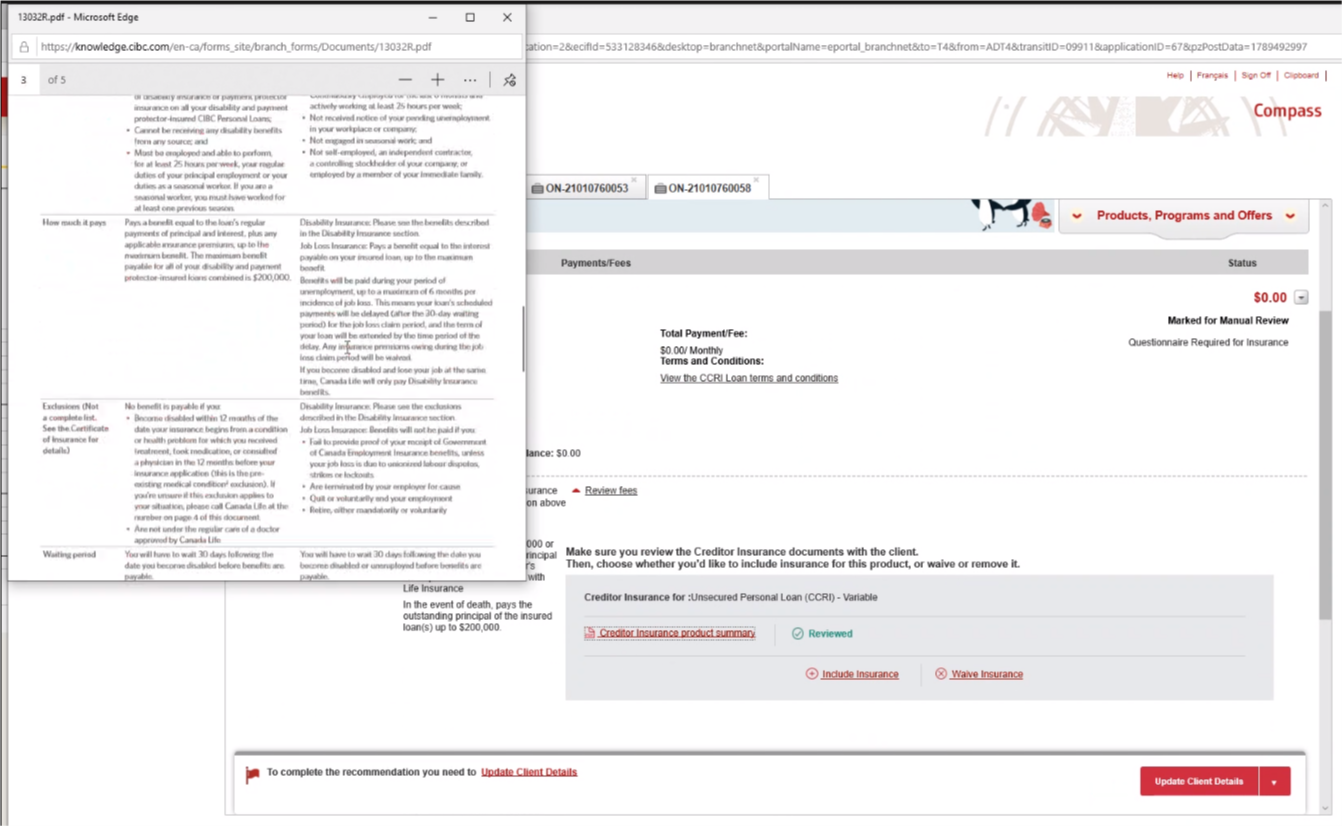 13032R.pdf - Microsoft Edge
https://knowledge.cibc.com/en-ca/forms_site/branch_forms/Documents/13032R.pdf
3 of 5
of disability insurance or payment protector
insurance on all your disability and payment
protector-insured CIBC Personal Loans;
• Cannot be receiving any disability benefits
from any source; and
• Must be employed and able to perform,
for at least 25 hours per week, your regular
duties of your principal employment or your
duties as a seasonal worker. If you are a
seasonal worker, you must have worked for
at least one previous season.
actively working at least 25 hours per week;
• Not received notice of your pending unemployment
in your workplace or company;
• Not engaged in seasonal work; and
• Not self-employed, an independent contractor,
a controlling stockholder of your company, or
employed by a member of your immediate family.
How much it pays
Pays a benefit equal to the loan's regular
payments of principal and interest, plus any
applicable insurance premiums, up to the
maximum benefit. The maximum benefit
payable for all of your disability and payment
protector-insured loans combined is $200,000.
Disability Insurance: Please see the benefits described
in the Disability Insurance section.
Job Loss Insurance: Pays a benefit equal to the interest
payable on your insured loan, up to the maximum
benefit.
Benefits will be paid during your period of
unemployment, up to a maximum of 6 months per
incidence of job loss. This means your loan's scheduled
payments will be delayed (after the 30-day waiting
period) for the job loss claim period, and the term of
your loan will be extended by the time period of the
delay. Any insurance premiums owing during the job
loss claim period will be waived.
If you become disabled and lose your job at the same
time, Canada Life will only pay Disability Insurance
benefits.
Exclusions (Not
a complete list.
See the Certificate
of Insurance for
details)
No benefit is payable if you:
• Become disabled within 12 months of the
date your insurance begins from a condition
or health problem for which you received
treatment, took medication, or consulted
a physician in the 12 months before your
insurance application (this is the pre-
existing medical condition exclusion). If
you're unsure if this exclusion applies to
your situation, please call Canada Life at the
number on page 4 of this document.
• Are not under the regular care of a doctor
approved by Canada Life
Disability Insurance: Please see the exclusions
described in the Disability Insurance section.
Job Loss Insurance: Benefits will not be paid if you:
• Fail to provide proof of your receipt of Government
of Canada Employment Insurance benefits, unless
your job loss is due to unionized labour disputes,
strikes or lockouts
• Are terminated by your employer for cause
• Quit or voluntarily end your employment
• Retire, either mandatorily or voluntarily
Waiting period
You will have to wait 30 days following the
date you become disabled before benefits are
payable.
You will have to wait 30 days following the date you
become disabled or unemployed before benefits are
payable.
ation=2&ecifId=533128346&desktop=branchnet&portalName=eportal_branchnet&to=T4&from=ADT4&transitID=09911&applicationID=67&pzPostData=1789492997
Help | Français | Sign Off | Clipboard |
Compass
ON-21010760053
ON-21010760058
Products, Programs and Offers
Payments/Fees
Status
$0.00
Marked for Manual Review
Questionnaire Required for Insurance
Total Payment/Fee:
$0.00/ Monthly
Terms and Conditions:
View the CCRI Loan terms and conditions
lance: $0.00
surance
on above
Review fees
000 or
rincipal
r's
with
Life Insurance
In the event of death, pays the
outstanding principal of the insured
loan(s) up to $200,000.
Make sure you review the Creditor Insurance documents with the client.
Then, choose whether you'd like to include insurance for this product, or waive or remove it.
Creditor Insurance for :Unsecured Personal Loan (CCRI) - Variable
Creditor Insurance product summary
Reviewed
Include Insurance
Waive Insurance
To complete the recommendation you need to Update Client Details
Update Client Details